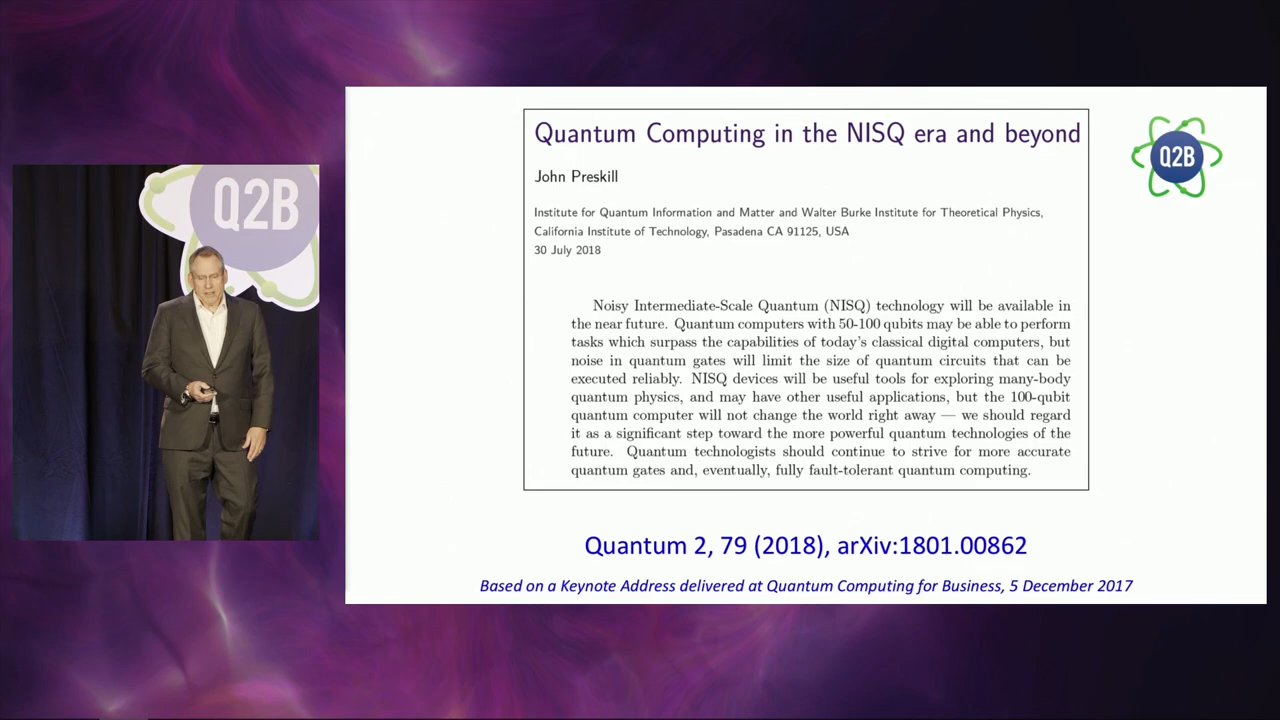 Q2B
Quantum Computing in the NISQ era and beyond
John Preskill
Institute for Quantum Information and Matter and Walter Burke Institute for Theoretical Physics,
California Institute of Technology, Pasadena CA 91125, USA
30 July 2018
Noisy Intermediate-Scale Quantum (NISQ) technology will be available in
the near future. Quantum computers with 50-100 qubits may be able to perform
tasks which surpass the capabilities of today's classical digital computers, but
noise in quantum gates will limit the size of quantum circuits that can be
executed reliably. NISQ devices will be useful tools for exploring many-body
quantum physics, and may have other useful applications, but the 100-qubit
quantum computer will not change the world right away — we should regard
it as a significant step toward the more powerful quantum technologies of the
future. Quantum technologists should continue to strive for more accurate
quantum gates and, eventually, fully fault-tolerant quantum computing.
Quantum 2, 79 (2018), arXiv:1801.00862
Based on a Keynote Address delivered at Quantum Computing for Business, 5 December 2017
Q2B